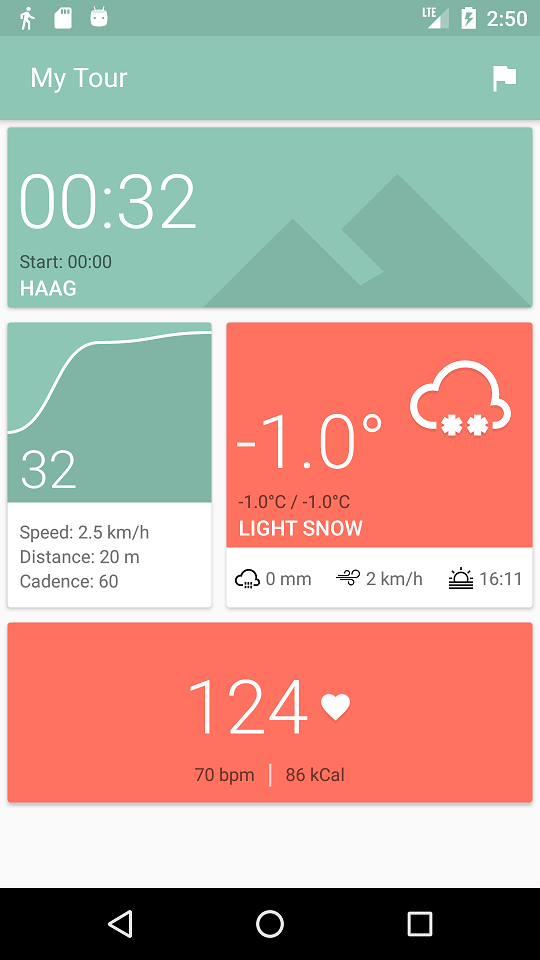 LTE 2:50
My Tour
00:32
Start: 00:00
HAAG
32
Speed: 2.5 km/h
Distance: 20 m
Cadence: 60
-1.0°
-1.0°C / -1.0°C
LIGHT SNOW
0 mm 2 km/h 16:11
124
70 bpm 86 kCal